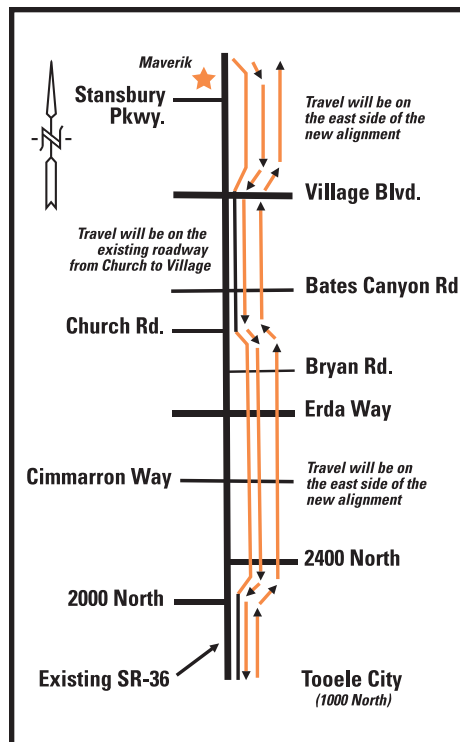 Maverik
Stansbury
Pkwy.
N
Travel will be on
the east side of the
new alignment
Village Blvd.
Travel will be on the
existing roadway
from Church to Village
Bates Canyon Rd
Church Rd.
Bryan Rd.
Erda Way
Cimmarron Way
Travel will be on
the east side of the
new alignment
2400 North
2000 North
Existing SR-36
Tooele City
(1000 North)